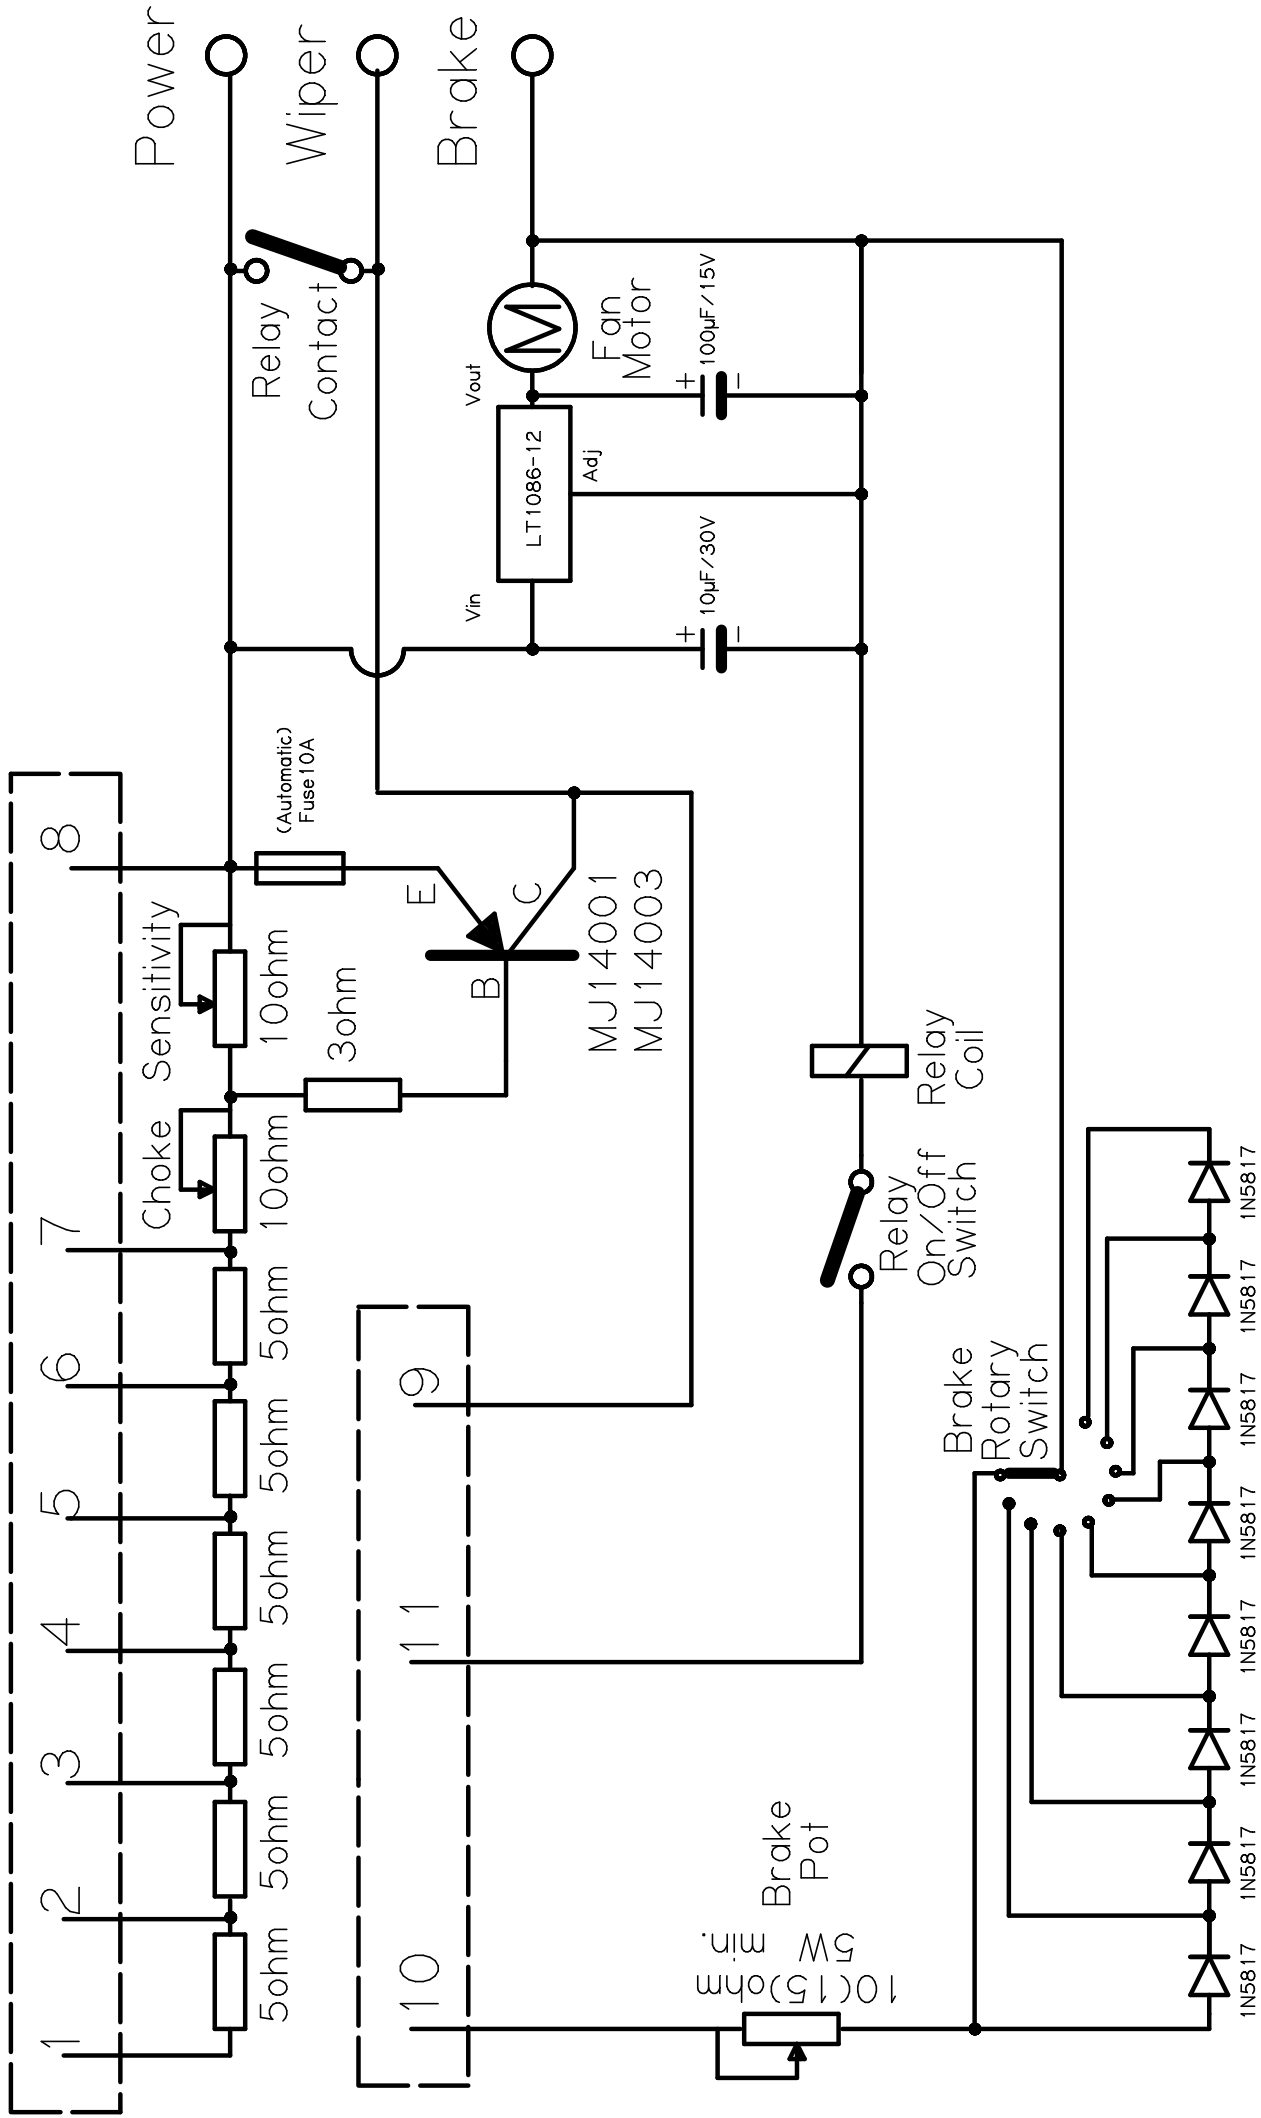 Power
Wiper
Brake
Relay
Contact
Fan
Motor
Vout
LT1086-12
Adj
Vin
+
100µF/15V
-
+
10µF/30V
-
8
7
6
5
4
3
2
1
(Automatic)
Fuse10A
Sensitivity
10ohm
Choke
10ohm
3ohm
E
C
B
MJ14001
MJ14003
5ohm
5ohm
5ohm
5ohm
5ohm
5ohm
9
11
10
Relay
Coil
Relay
On/Off
Switch
Brake
Rotary
Switch
Brake
Pot
10(15)ohm
5W min.
1N5817
1N5817
1N5817
1N5817
1N5817
1N5817
1N5817
1N5817
M